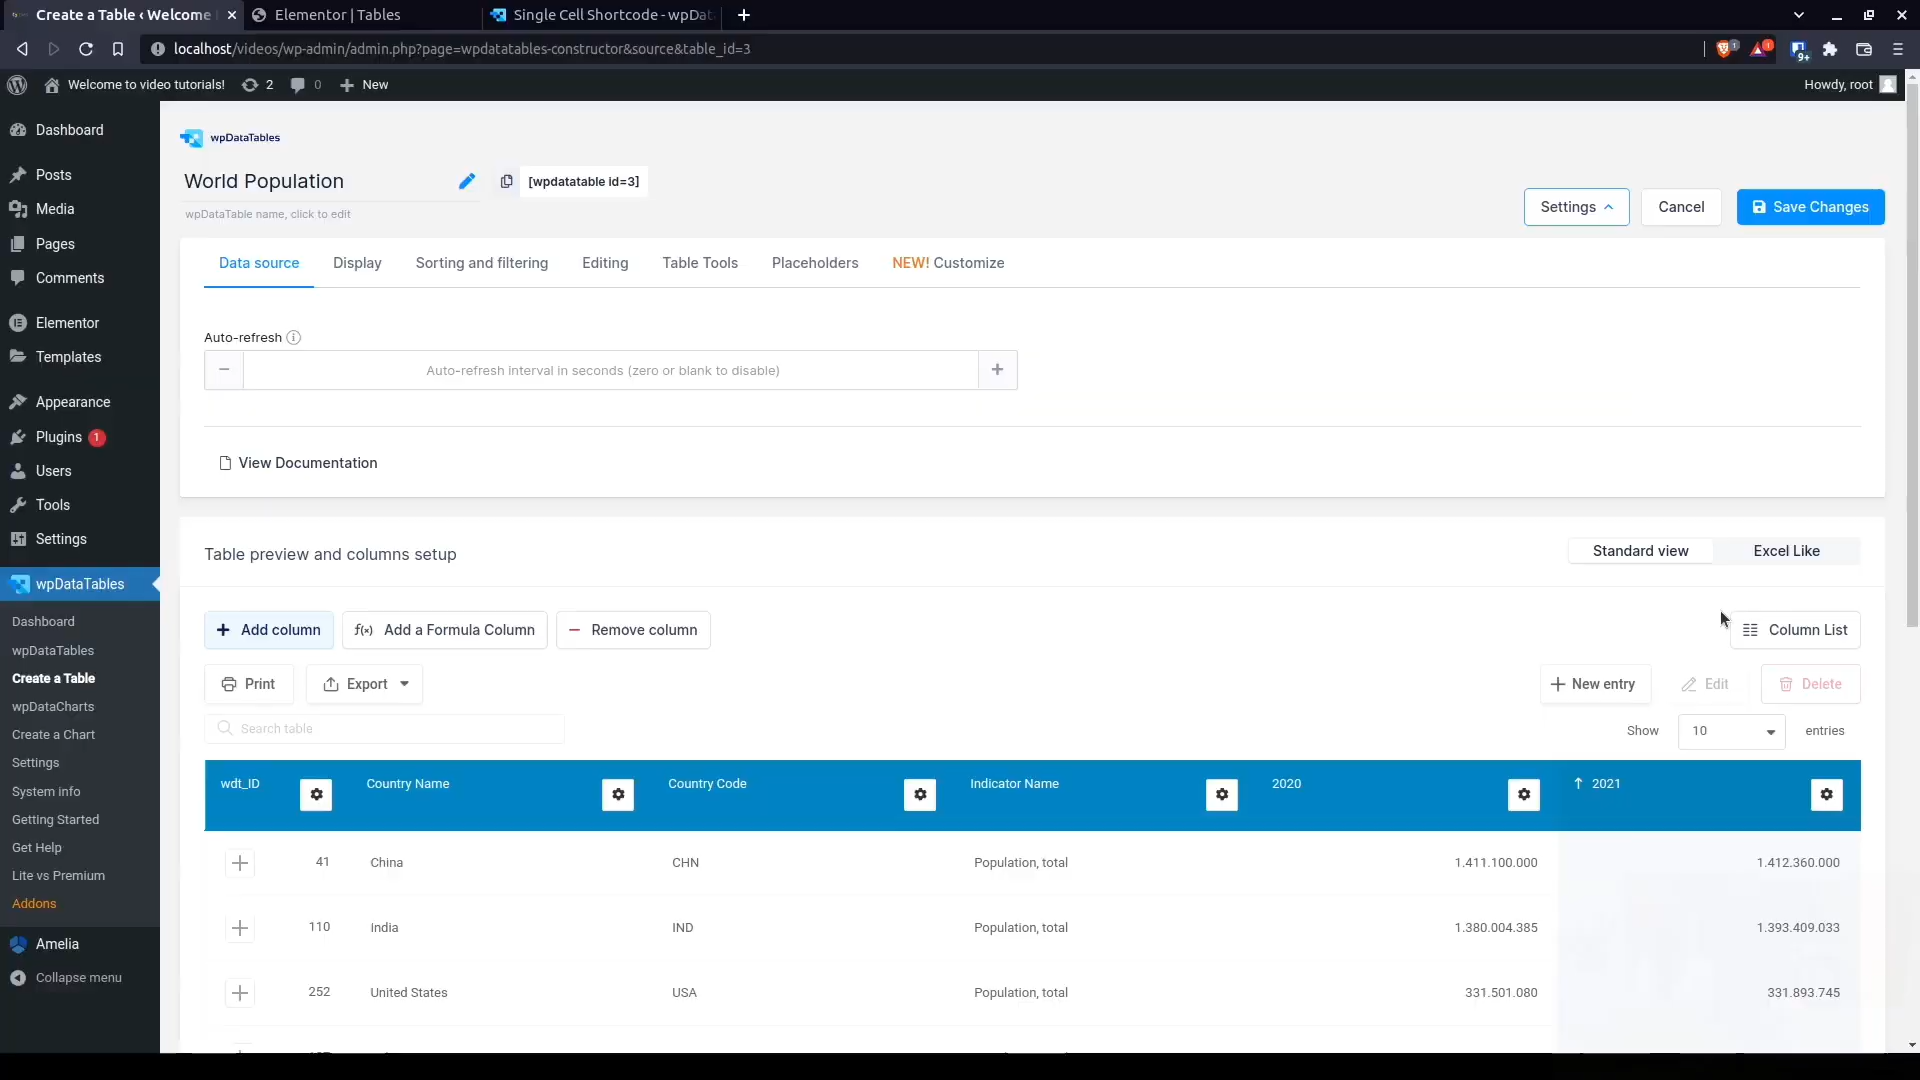 Create a Table ‹ Welcome
Elementor | Tables
Single Cell Shortcode - wpDat
localhost/videos/wp-admin/admin.php?page=wpdatatables-constructor&source&table_id=3
1
1
9+
Welcome to video tutorials!
2
0
New
Howdy, root
Dashboard
Posts
Media
Pages
Comments
Elementor
Templates
Appearance
Plugins 1
Users
Tools
Settings
wpDataTables
Dashboard
wpDataTables
Create a Table
wpDataCharts
Create a Chart
Settings
System info
Getting Started
Get Help
Lite vs Premium
Addons
Amelia
Collapse menu
wpDataTables
World Population
[wpdatatable id=3]
wpDataTable name, click to edit
Settings
Cancel
Save Changes
Data source
Display
Sorting and filtering
Editing
Table Tools
Placeholders
NEW! Customize
Auto-refresh
Auto-refresh interval in seconds (zero or blank to disable)
View Documentation
Table preview and columns setup
Standard view
Excel Like
Add column
f(x) Add a Formula Column
Remove column
Column List
Print
Export
New entry
Edit
Delete
Search table
Show 10 entries
wdt_ID Country Name Country Code Indicator Name 2020 2021
41 China CHN Population, total 1.411.100.000 1.412.360.000
110 India IND Population, total 1.380.004.385 1.393.409.033
252 United States USA Population, total 331.501.080 331.893.745